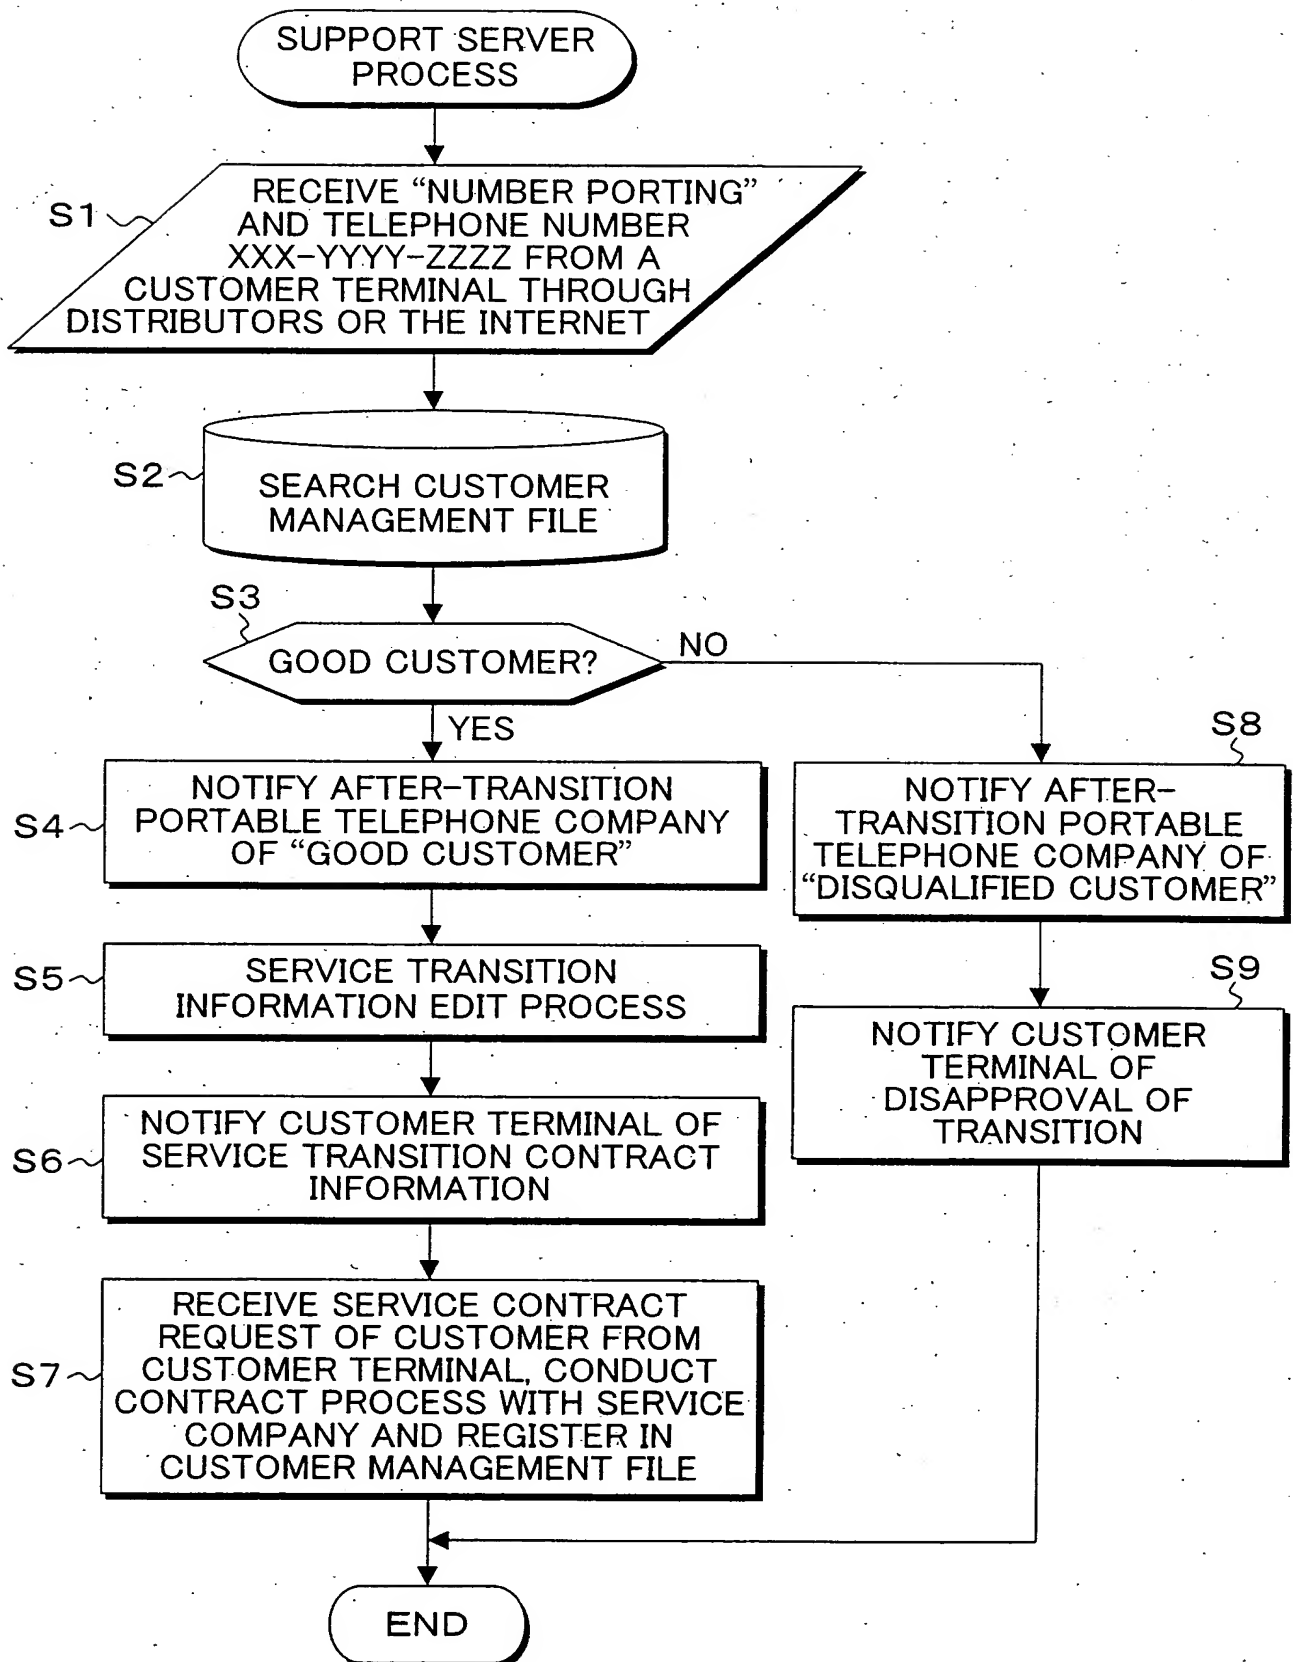 SUPPORT SERVER
PROCESS
S1
RECEIVE “NUMBER PORTING”
AND TELEPHONE NUMBER
XXX-YYYY-ZZZZ FROM A
CUSTOMER TERMINAL THROUGH
DISTRIBUTORS OR THE INTERNET
S2
SEARCH CUSTOMER
MANAGEMENT FILE
S3
GOOD CUSTOMER?
NO
YES
S4
NOTIFY AFTER-TRANSITION
PORTABLE TELEPHONE COMPANY
OF “GOOD CUSTOMER”
S5
SERVICE TRANSITION
INFORMATION EDIT PROCESS
S6
NOTIFY CUSTOMER TERMINAL OF
SERVICE TRANSITION CONTRACT
INFORMATION
S7
RECEIVE SERVICE CONTRACT
REQUEST OF CUSTOMER FROM
CUSTOMER TERMINAL, CONDUCT
CONTRACT PROCESS WITH SERVICE
COMPANY AND REGISTER IN
CUSTOMER MANAGEMENT FILE
S8
NOTIFY AFTER-
TRANSITION PORTABLE
TELEPHONE COMPANY OF
“DISQUALIFIED CUSTOMER”
S9
NOTIFY CUSTOMER
TERMINAL OF
DISAPPROVAL OF
TRANSITION
END